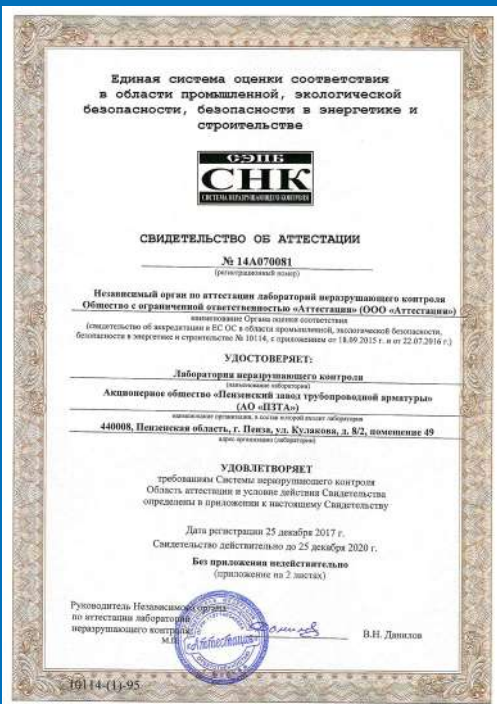 Единая система оценки соответствия
в области промышленной, экологической
безопасности, безопасности в энергетике и
строительстве
СЭПБ
СНК
СИСТЕМА НЕРАЗРУШАЮЩЕГО КОНТРОЛЯ
СВИДЕТЕЛЬСТВО ОБ АТТЕСТАЦИИ
№ 14А070081
(регистрационный номер)
Независимый орган по аттестации лабораторий неразрушающего контроля
Общество с ограниченной ответственностью «Аттестация» (ООО «Аттестация»)
наименование Органа оценки соответствия
(свидетельство об аккредитации в ЕС ОС в области промышленной, экологической безопасности,
безопасности в энергетике и строительстве № 10114, с приложением от 18.09.2015 г. и от 22.07.2016 г.)
УДОСТОВЕРЯЕТ:
Лаборатория неразрушающего контроля
(наименование лаборатории)
Акционерное общество «Пензенский завод трубопроводной арматуры»
(АО «ПЗТА»)
наименование организации, в состав которой входит лаборатория
440008, Пензенская область, г. Пенза, ул. Кулакова, д. 8/2, помещение 49
адрес организации (лаборатории)
УДОВЛЕТВОРЯЕТ
требованиям Системы неразрушающего контроля
Область аттестации и условие действия Свидетельства
определены в приложении к настоящему Свидетельству
Дата регистрации 25 декабря 2017 г.
Свидетельство действительно до 25 декабря 2020 г.
Без приложения недействительно
(приложение на 2 листах)
Руководитель Независимого органа
по аттестации лабораторий
неразрушающего контроля
М.П.
«Аттестация»
В.Н. Данилов
10114-(1)-95